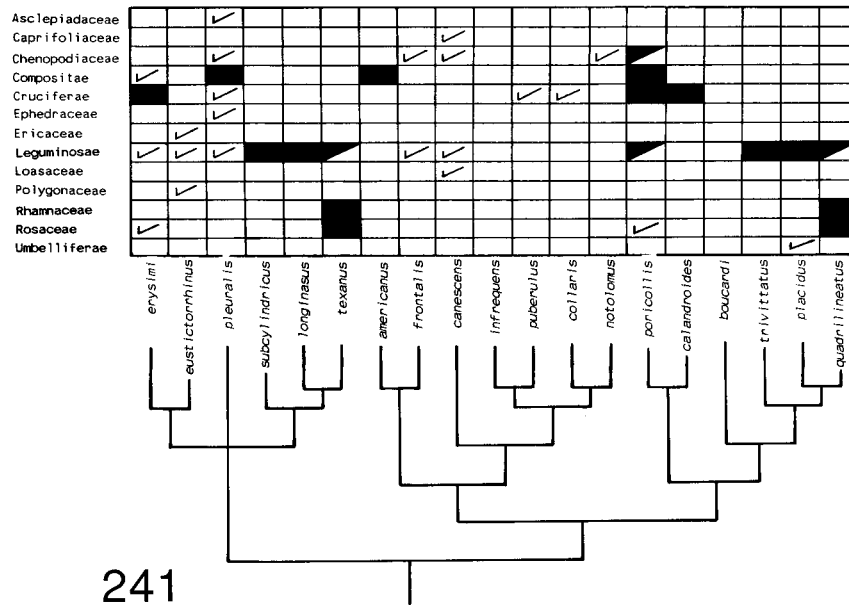 Asclepiadaceae
Caprifoliaceae
Chenopodiaceae
Compositae
Cruciferae
Ephedraceae
Ericaceae
Leguminosae
Loasaceae
Polygonaceae
Rhamnaceae
Rosaceae
Umbelliferae
erysimi
eustictorrhinus
pleuralis
subcylindricus
longinasus
texanus
americanus
frontalis
canescens
infrequens
puberulus
collaris
notolomus
poricollis
calandroides
boucardi
trivittatus
placidus
quadrilineatus
241